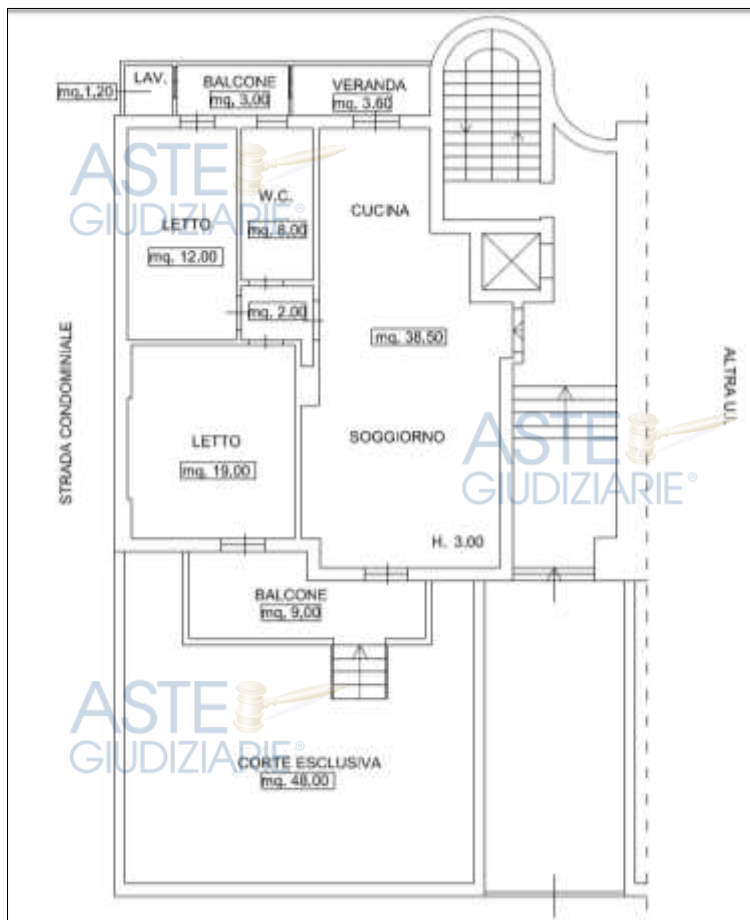 LAV.
mq.1,20
BALCONE
mq. 3,00
VERANDA
mq. 3,60
ASTE
GIUDIZIARIE®
W.C.
mq. 6,00
LETTO
mq. 12,00
CUCINA
mq. 2,00
mq. 38,50
STRADA CONDOMINIALE
ALTRA U.I.
LETTO
mq. 19,00
SOGGIORNO
ASTE
GIUDIZIARIE®
H. 3.00
BALCONE
mq. 9,00
ASTE
GIUDIZIARIE®
CORTE ESCLUSIVA
mq. 48,00